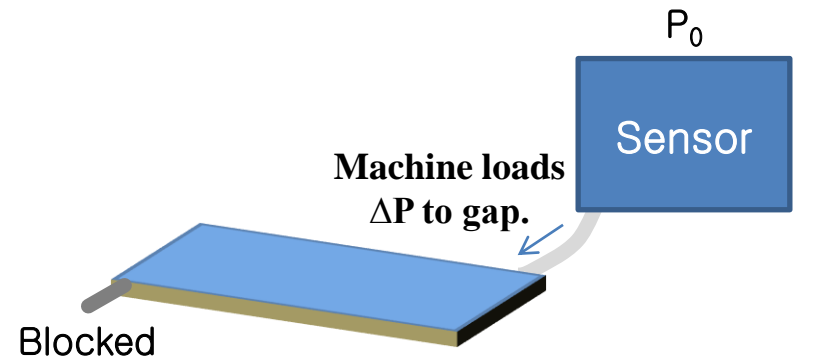 P₀
Sensor
Machine loads
ΔP to gap.
Blocked